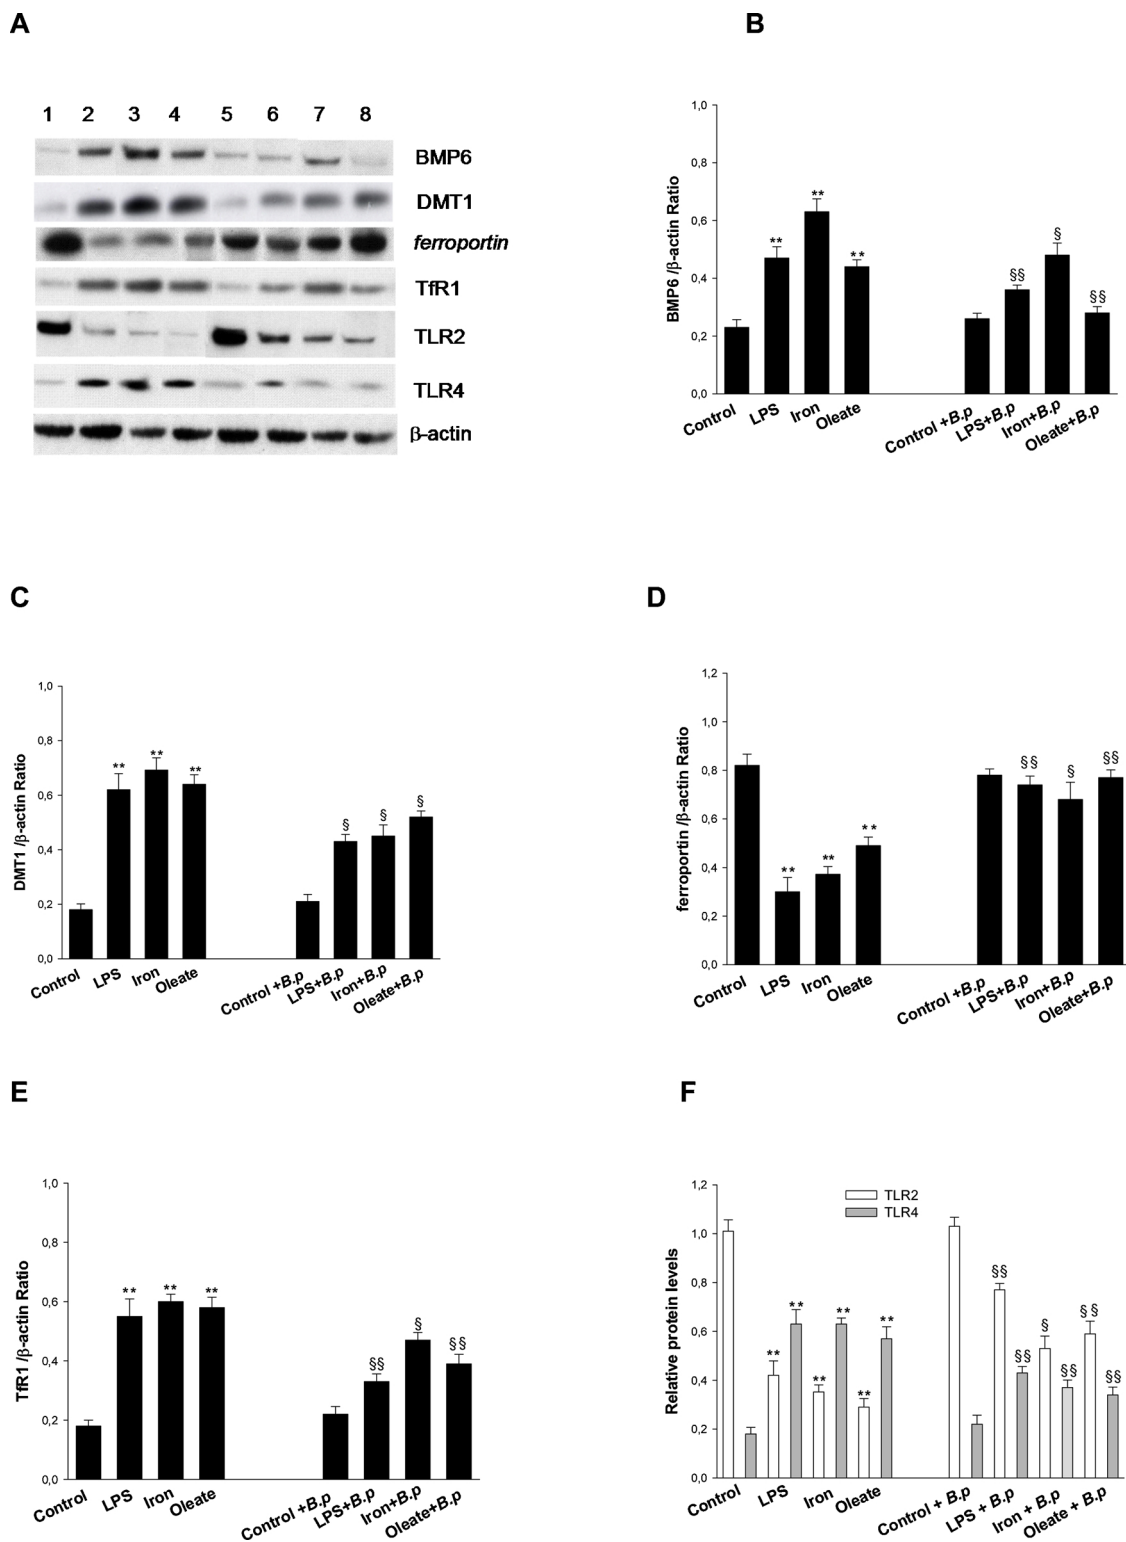 A
B
1 2 3 4 5 6 7 8
BMP6
DMT1
ferroportin
TfR1
TLR2
TLR4
β-actin
BMP6 /β-actin Ratio
1,0
0,8
0,6
0,4
0,2
0,0
** ** **
§§ § §§
Control LPS Iron Oleate Control +B.p LPS+B.p Iron+B.p Oleate+B.p
C
D
DMT1 /β-actin Ratio
1,0
0,8
0,6
0,4
0,2
0,0
** ** **
§ § §
Control LPS Iron Oleate Control +B.p LPS+B.p Iron+B.p Oleate+B.p
ferroportin /β-actin Ratio
1,2
1,0
0,8
0,6
0,4
0,2
0,0
** ** **
§§ § §§
Control LPS Iron Oleate Control +B.p LPS+B.p Iron+B.p Oleate+B.p
E
F
TfR1 /β-actin Ratio
1,0
0,8
0,6
0,4
0,2
0,0
** ** **
§§ § §§
Control LPS Iron Oleate Control +B.p LPS+B.p Iron+B.p Oleate+B.p
Relative protein levels
1,2
1,0
0,8
0,6
0,4
0,2
0,0
TLR2
TLR4
** ** ** ** ** **
§§ §§ § §§ §§ §§
Control LPS Iron Oleate Control + B.p LPS + B.p Iron + B.p Oleate + B.p